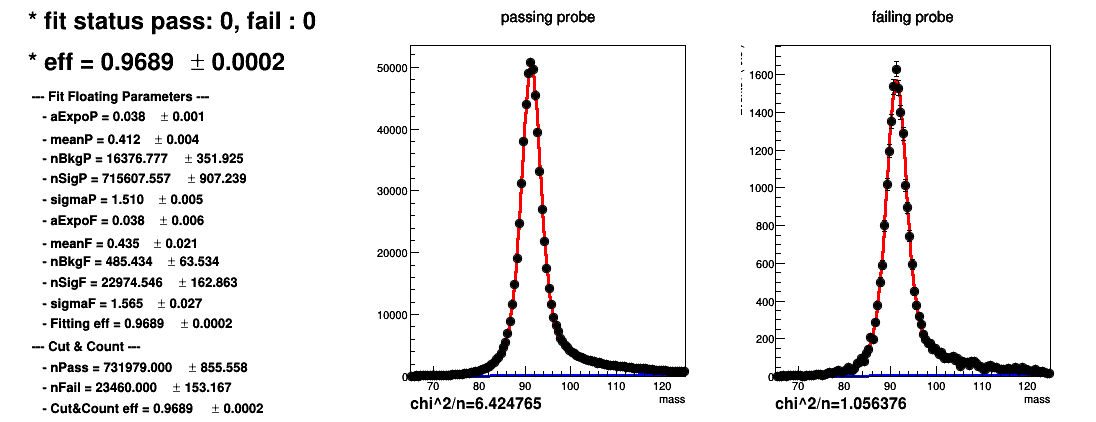 * fit status pass: 0, fail : 0
* eff = 0.9689 ± 0.0002
--- Fit Floating Parameters ---
- aExpoP = 0.038 ± 0.001
- meanP = 0.412 ± 0.004
- nBkgP = 16376.777 ± 351.925
- nSigP = 715607.557 ± 907.239
- sigmaP = 1.510 ± 0.005
- aExpoF = 0.038 ± 0.006
- meanF = 0.435 ± 0.021
- nBkgF = 485.434 ± 63.534
- nSigF = 22974.546 ± 162.863
- sigmaF = 1.565 ± 0.027
- Fitting eff = 0.9689 ± 0.0002
--- Cut & Count ---
- nPass = 731979.000 ± 855.558
- nFail = 23460.000 ± 153.167
- Cut&Count eff = 0.9689 ± 0.0002
passing probe
50000
40000
30000
20000
10000
0
70 80 90 100 110 120
mass
chi^2/n=6.424765
failing probe
1600
1400
1200
1000
800
600
400
200
0
70 80 90 100 110 120
mass
chi^2/n=1.056376